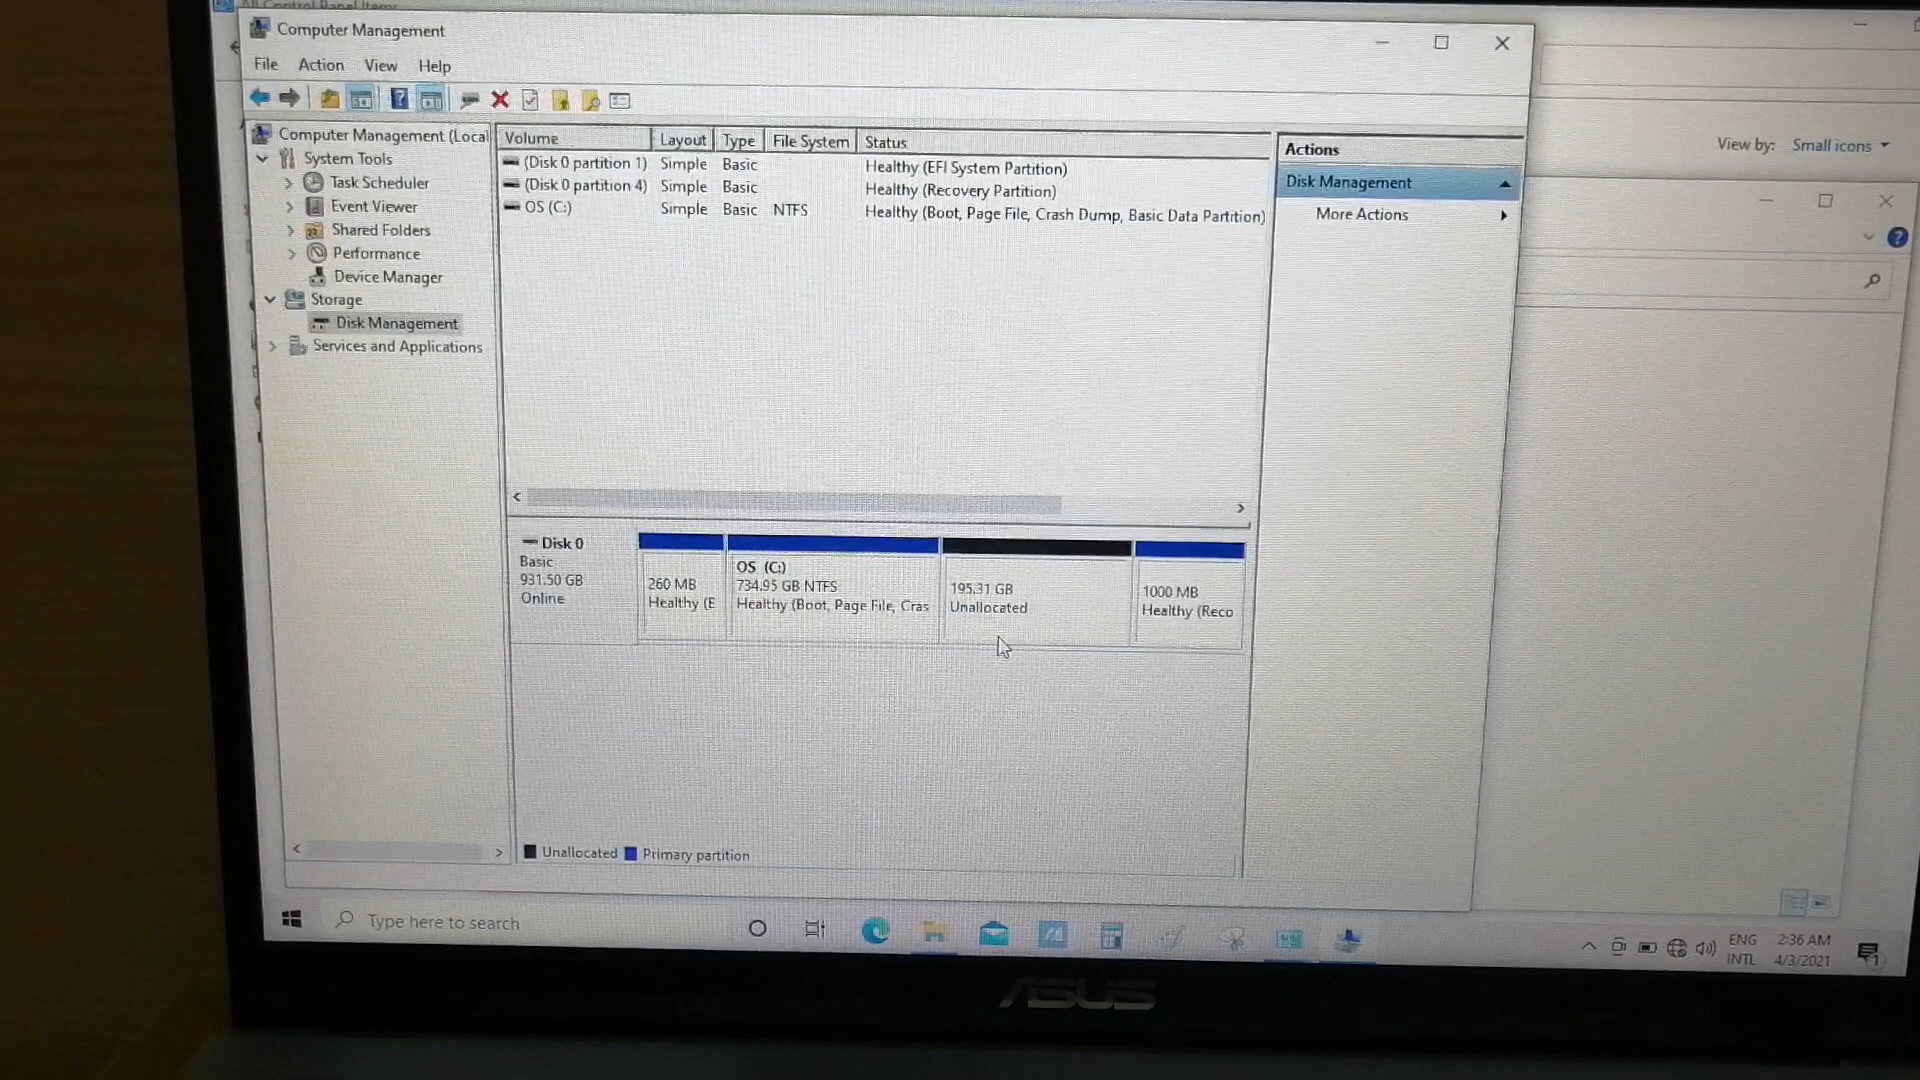 All Control Panel Items
Computer Management
File Action View Help
Computer Management (Local
System Tools
Task Scheduler
Event Viewer
Shared Folders
Performance
Device Manager
Storage
Disk Management
Services and Applications
Volume Layout Type File System Status
(Disk 0 partition 1) Simple Basic Healthy (EFI System Partition)
(Disk 0 partition 4) Simple Basic Healthy (Recovery Partition)
OS (C:) Simple Basic NTFS Healthy (Boot, Page File, Crash Dump, Basic Data Partition)
Actions
Disk Management
More Actions
View by: Small icons
Disk 0
Basic
931.50 GB
Online
260 MB
Healthy (E
OS (C:)
734.95 GB NTFS
Healthy (Boot, Page File, Cras
195.31 GB
Unallocated
1000 MB
Healthy (Reco
Unallocated Primary partition
Type here to search
ENG
INTL
2:36 AM
4/3/2021
1
ASUS